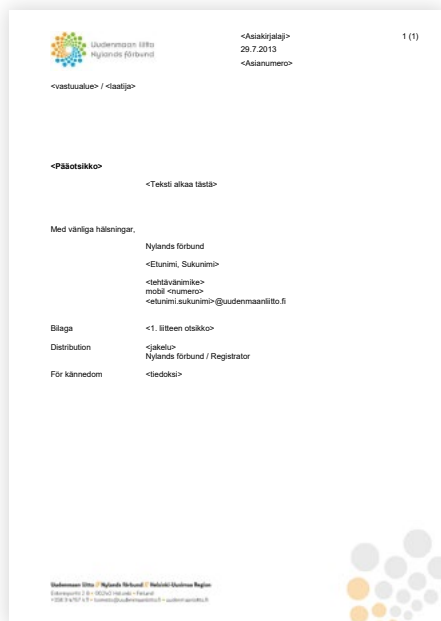 Uudenmaan liitto
Nylands förbund
<Asiakirjalaji>
1 (1)
29.7.2013
<Asianumero>
<vastuualue> / <laatija>
<Pääotsikko>
<Teksti alkaa tästä>
Med vänliga hälsningar,
Nylands förbund
<Etunimi, Sukunimi>
<tehtävänimike>
mobil <numero>
<etunimi.sukunimi>@uudenmaanliitto.fi
Bilaga <1. liitteen otsikko>
Distribution <jakelu>
Nylands förbund / Registrator
För kännedom <tiedoksi>
Uudenmaan liitto // Nylands förbund // Helsinki-Uusimaa Region